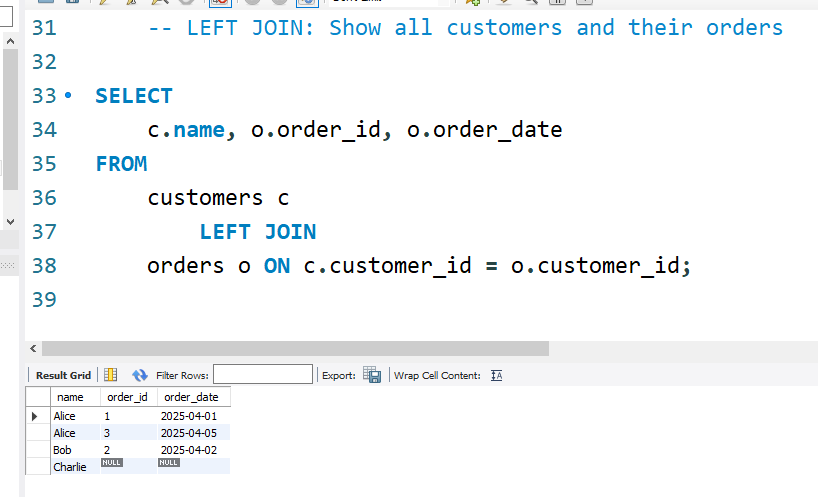 31 -- LEFT JOIN: Show all customers and their orders
32
33 SELECT
34 c.name, o.order_id, o.order_date
35 FROM
36 customers c
37 LEFT JOIN
38 orders o ON c.customer_id = o.customer_id;
39
Result Grid Filter Rows: Export: Wrap Cell Content:
name order_id order_date
Alice 1 2025-04-01
Alice 3 2025-04-05
Bob 2 2025-04-02
Charlie NULL NULL